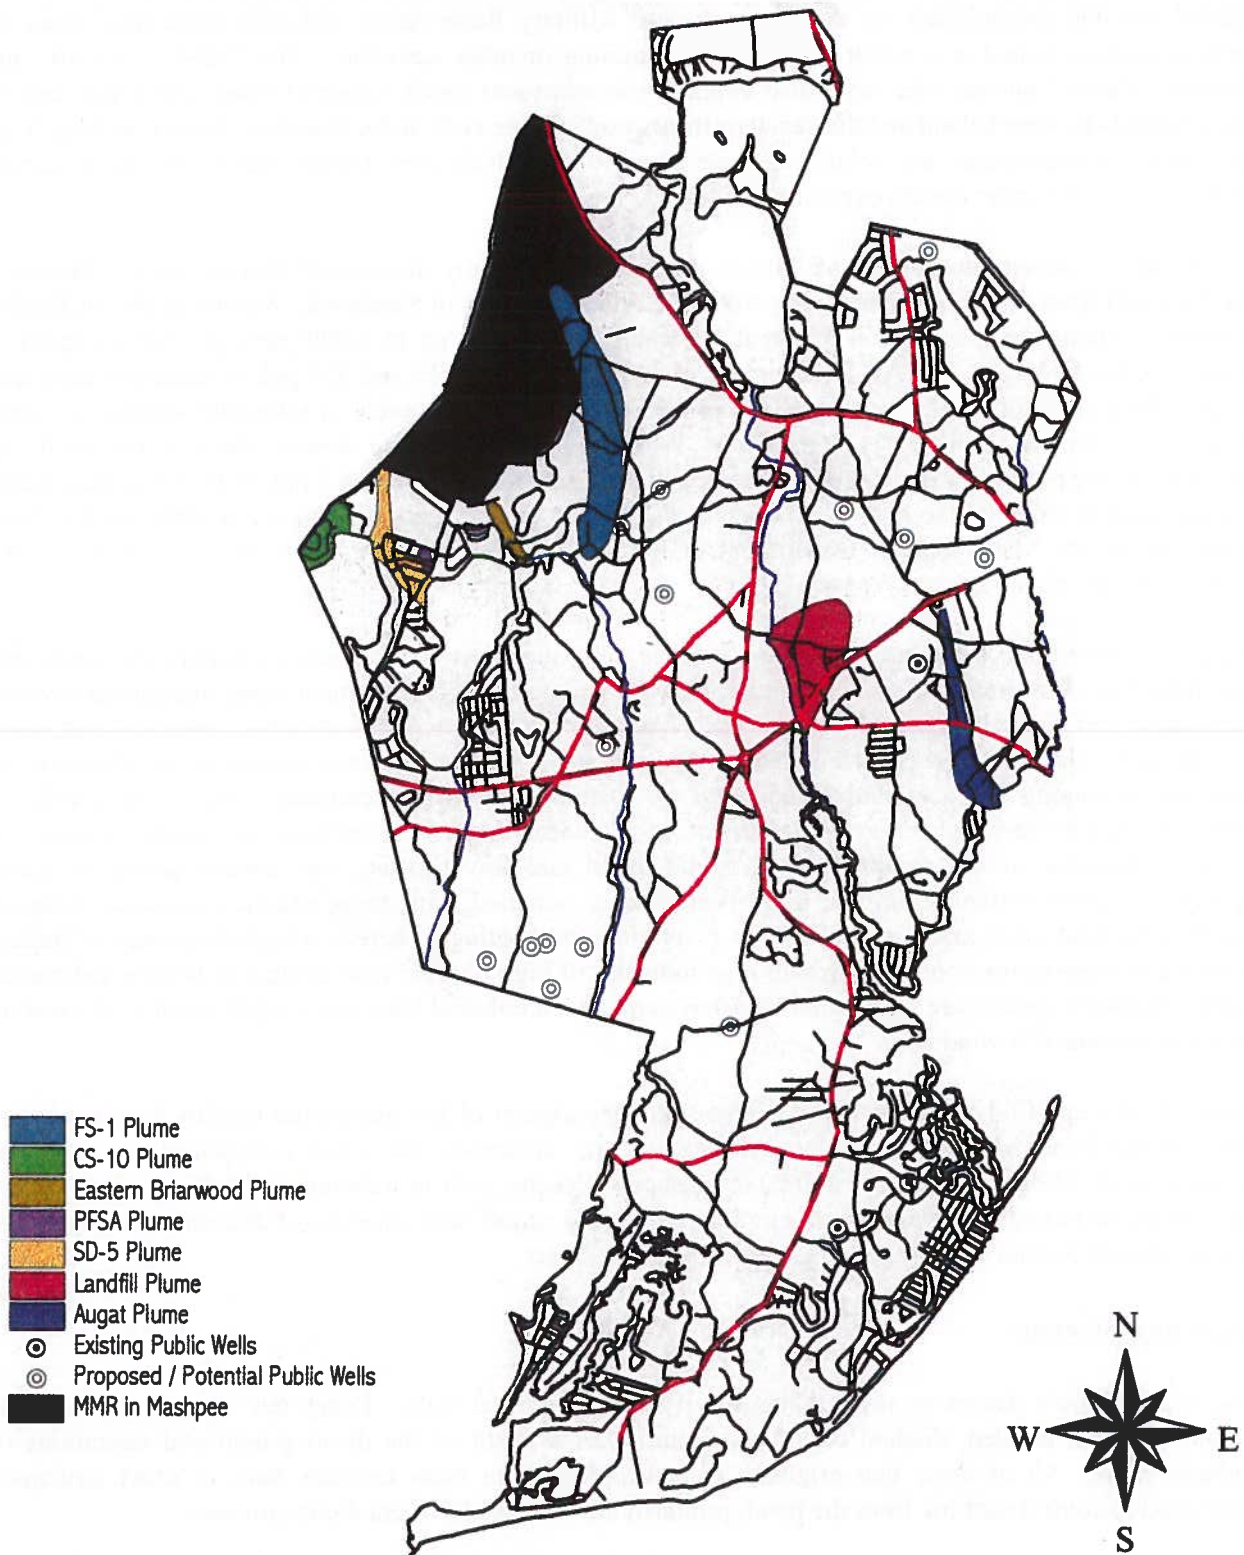 FS-1 Plume
CS-10 Plume
Eastern Briarwood Plume
PFSA Plume
SD-5 Plume
Landfill Plume
Augat Plume
Existing Public Wells
Proposed / Potential Public Wells
MMR in Mashpee
N
W E
S